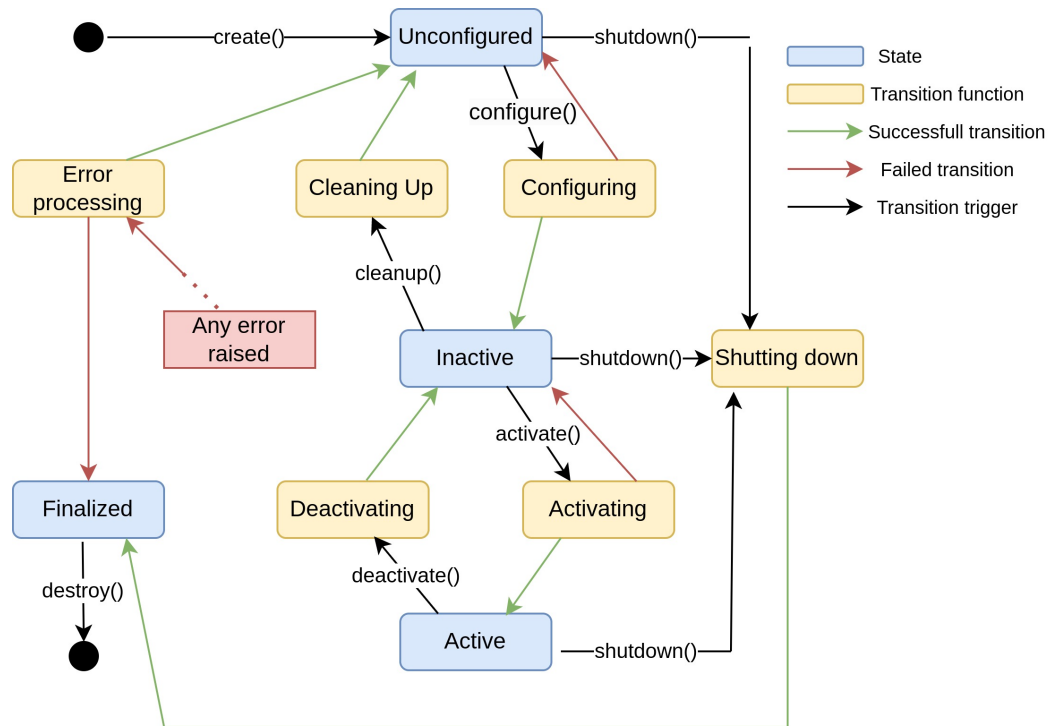 create()
Unconfigured
shutdown()
State
Transition function
configure()
Successfull transition
Error
processing
Cleaning Up
Configuring
Failed transition
Transition trigger
cleanup()
Any error
raised
Inactive
shutdown()
Shutting down
activate()
Finalized
Deactivating
Activating
destroy()
deactivate()
Active
shutdown()